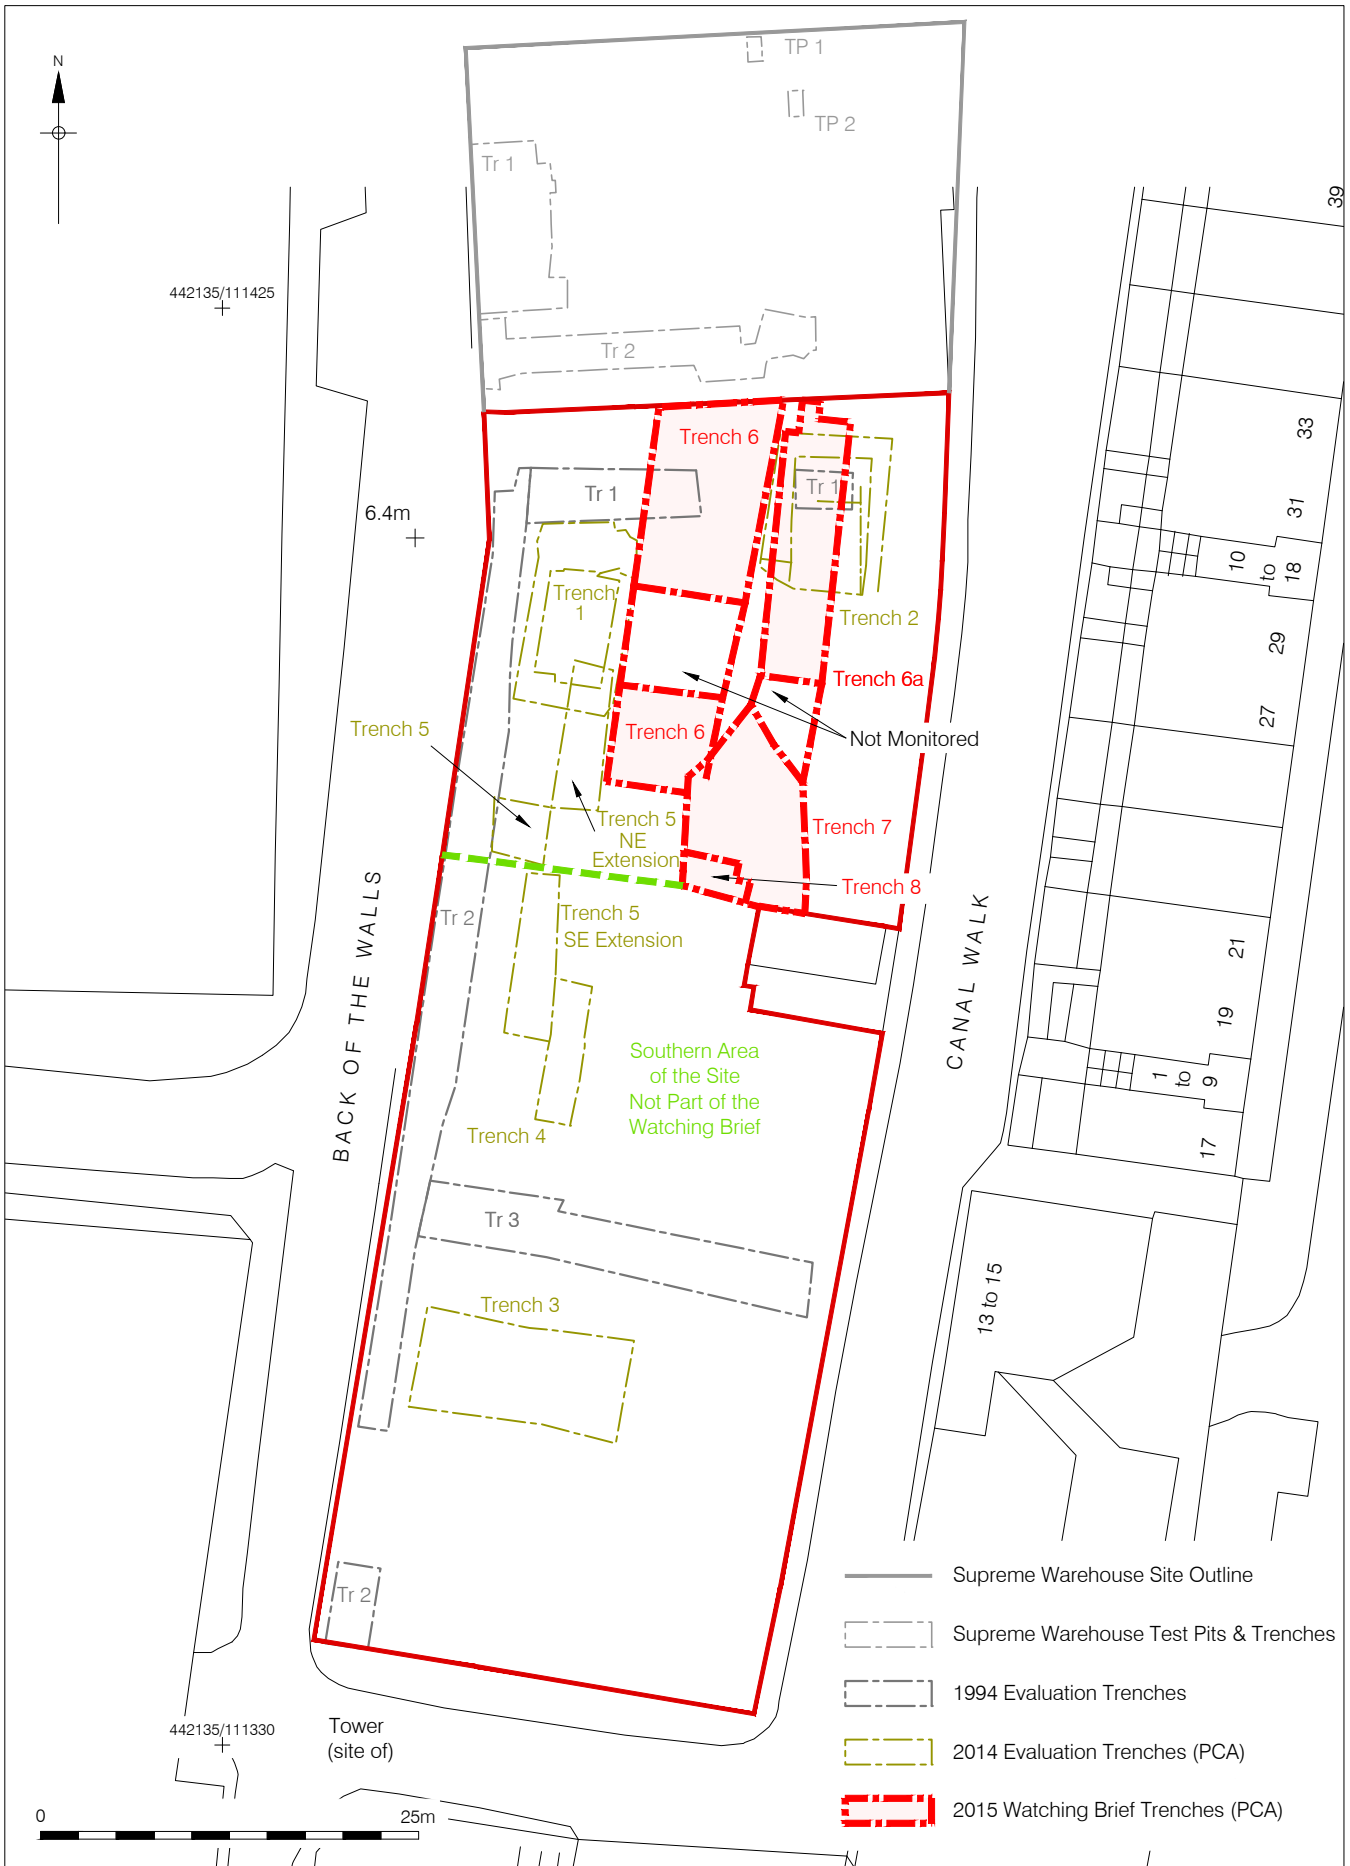 N
TP 1
TP 2
Tr 1
39
442135/111425
Tr 2
33
Trench 6
Tr 1
Tr 1
31
6.4m
10
to
18
Trench
1
Trench 2
29
Trench 6a
27
Trench 5
Trench 6
Not Monitored
Trench 5
NE
Extension
Trench 7
Trench 8
BACK OF THE WALLS
Tr 2
Trench 5
SE Extension
CANAL WALK
21
19
Southern Area
of the Site
Not Part of the
Watching Brief
1
to
9
Trench 4
17
Tr 3
13 to 15
Trench 3
Tr 2
Supreme Warehouse Site Outline
Supreme Warehouse Test Pits & Trenches
1994 Evaluation Trenches
442135/111330
Tower
(site of)
2014 Evaluation Trenches (PCA)
0
25m
2015 Watching Brief Trenches (PCA)